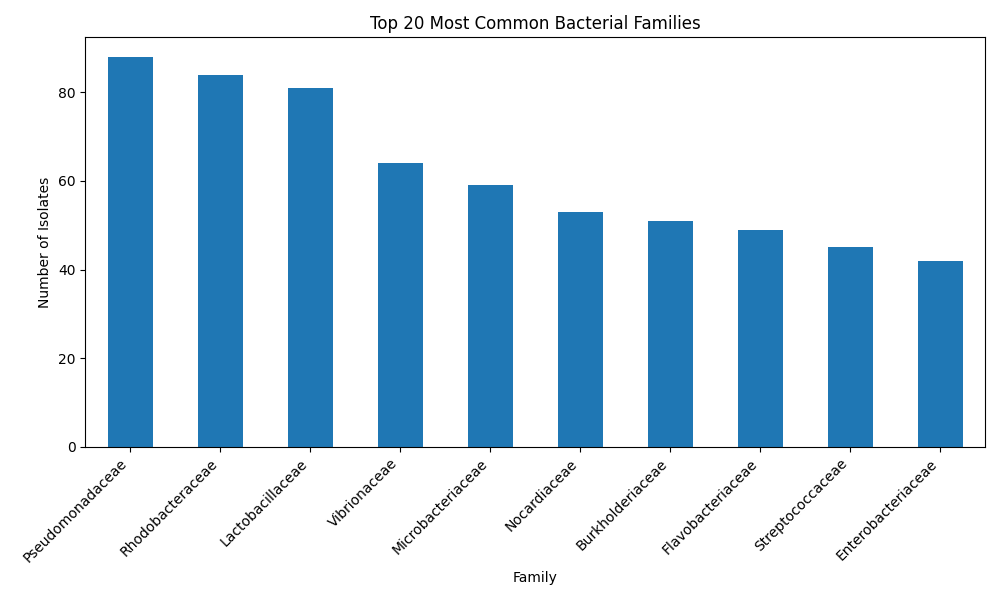 Top 20 Most Common Bacterial Families
Number of Isolates
80
60
40
20
0
Pseudomonadaceae
Rhodobacteraceae
Lactobacillaceae
Vibrionaceae
Microbacteriaceae
Nocardiaceae
Burkholderiaceae
Flavobacteriaceae
Streptococcaceae
Enterobacteriaceae
Family